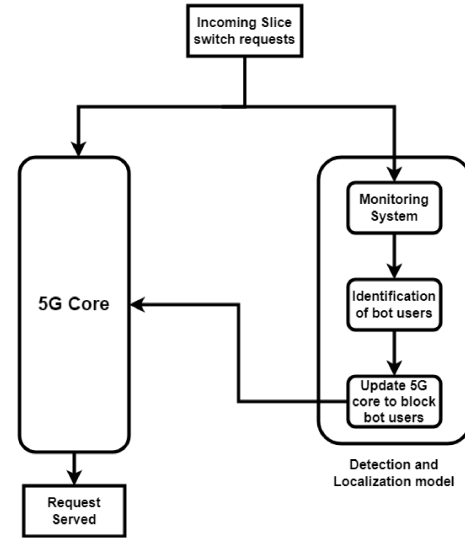 Incoming Slice
switch requests
5G Core
Monitoring
System
Identification
of bot users
Update 5G
core to block
bot users
Detection and
Localization model
Request
Served